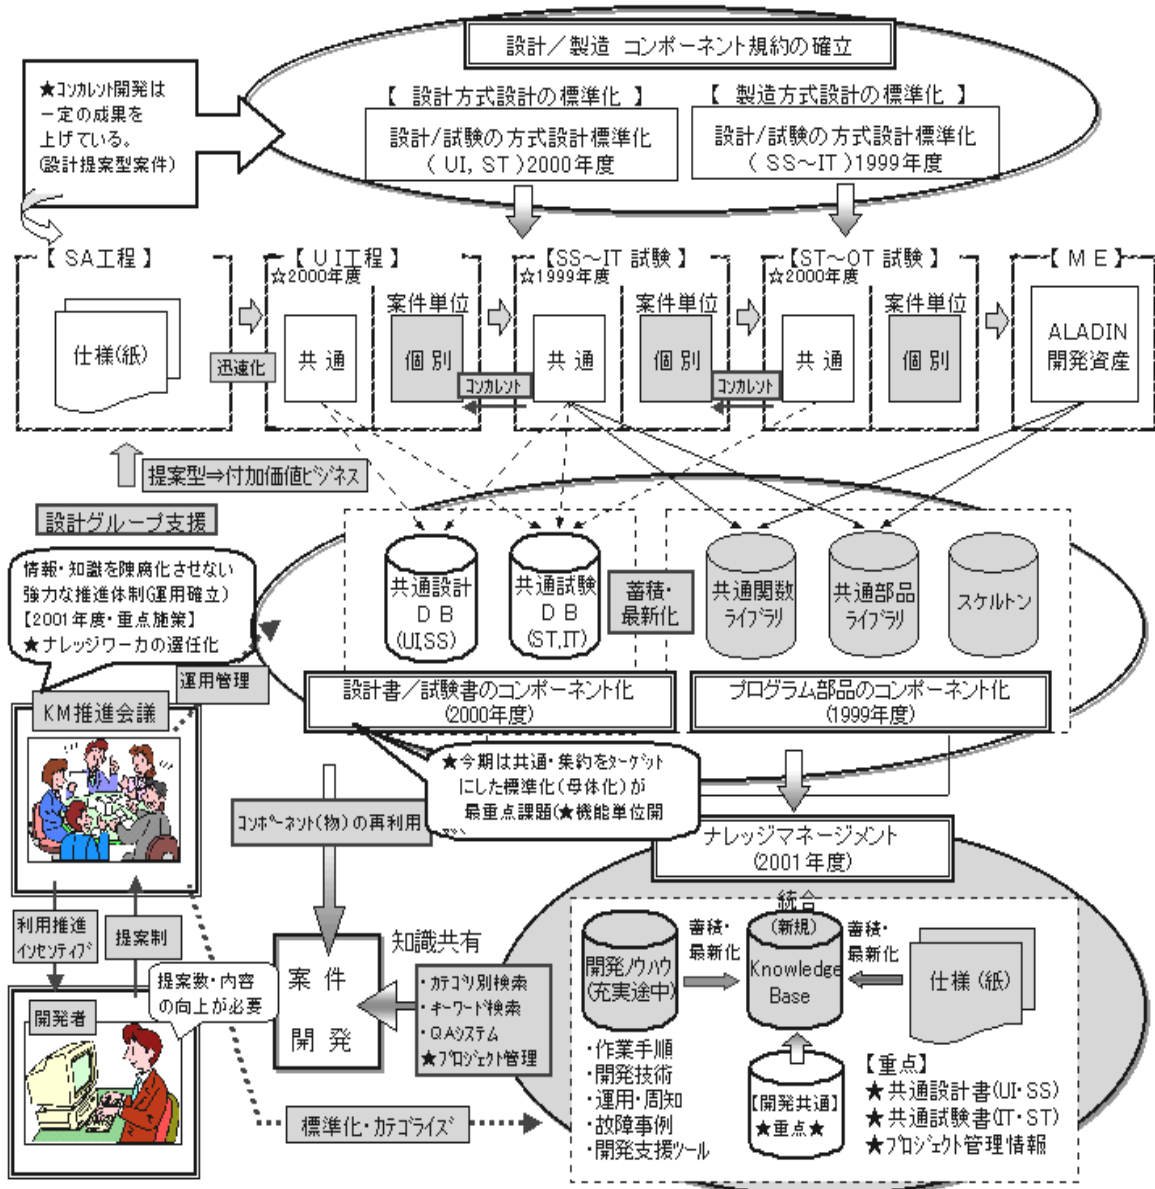 設計／製造 コンポーネント規約の確立
★コンカレント開発は
一定の成果を
上げている。
(設計提案型案件)
【 設計方式設計の標準化 】
設計/試験の方式設計標準化
( UI, ST )2000年度
【 製造方式設計の標準化 】
設計/試験の方式設計標準化
( SS～IT )1999年度
【 SA工程 】
仕様(紙)
迅速化
【 UI工程 】
☆2000年度
共 通
案件単位
個 別
コンカレント
【SS～IT 試験 】
☆1999年度
共 通
案件単位
個 別
コンカレント
【ST～OT 試験 】
☆2000年度
共 通
案件単位
個 別
【 M E 】
ALADIN
開発資産
提案型⇒付加価値ビジネス
設計グループ支援
情報・知識を陳腐化させない
強力な推進体制(運用確立)
【2001年度・重点施策】
★ナレッジワーカの選任化
運用管理
共通設計
D B
(UI,SS)
共通試験
D B
(ST,IT)
蓄積・
最新化
共通関数
ライブラリ
共通部品
ライブラリ
スケルトン
設計書／試験書のコンポーネント化
(2000年度)
プログラム部品のコンポーネント化
(1999年度)
KM推進会議
★今期は共通・集約をターゲット
にした標準化(母体化)が
最重点課題(★機能単位開
コンポーネント(物)の再利用
ナレッジマネージメント
(2001年度)
利用推進
インセンティブ
提案制
提案数・内容
の向上が必要
開発者
案 件
開 発
知識共有
・カテゴリ別検索
・キーワード検索
・QAシステム
★プロジェクト管理
標準化・カテゴライズ
統合
(新規)
Knowledge
Base
開発ノウハウ
(充実途中)
蓄積・
最新化
蓄積・
最新化
仕様 (紙)
・作業手順
・開発技術
・運用・周知
・故障事例
・開発支援ツール
【開発共通】
★重点★
【重点】
★共通設計書(UI・SS)
★共通試験書(IT・ST)
★プロジェクト管理情報